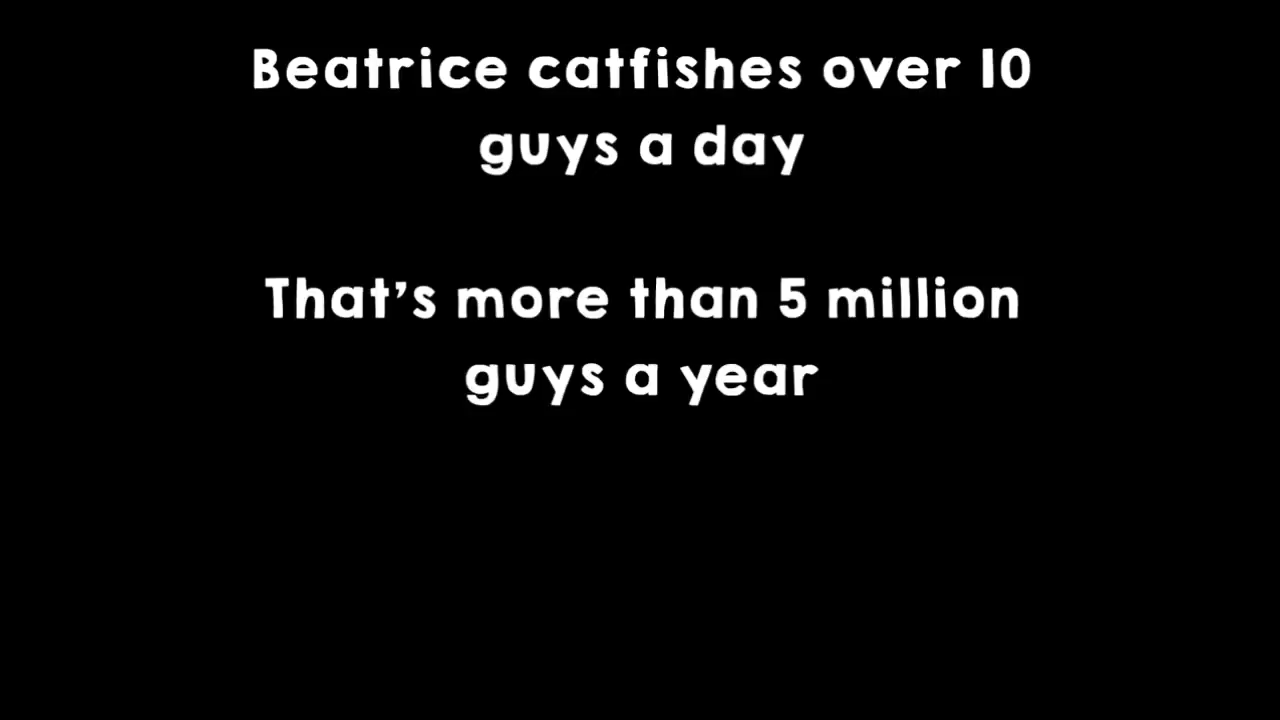 Beatrice catfishes over 10
guys a day
That's more than 5 million
guys a year